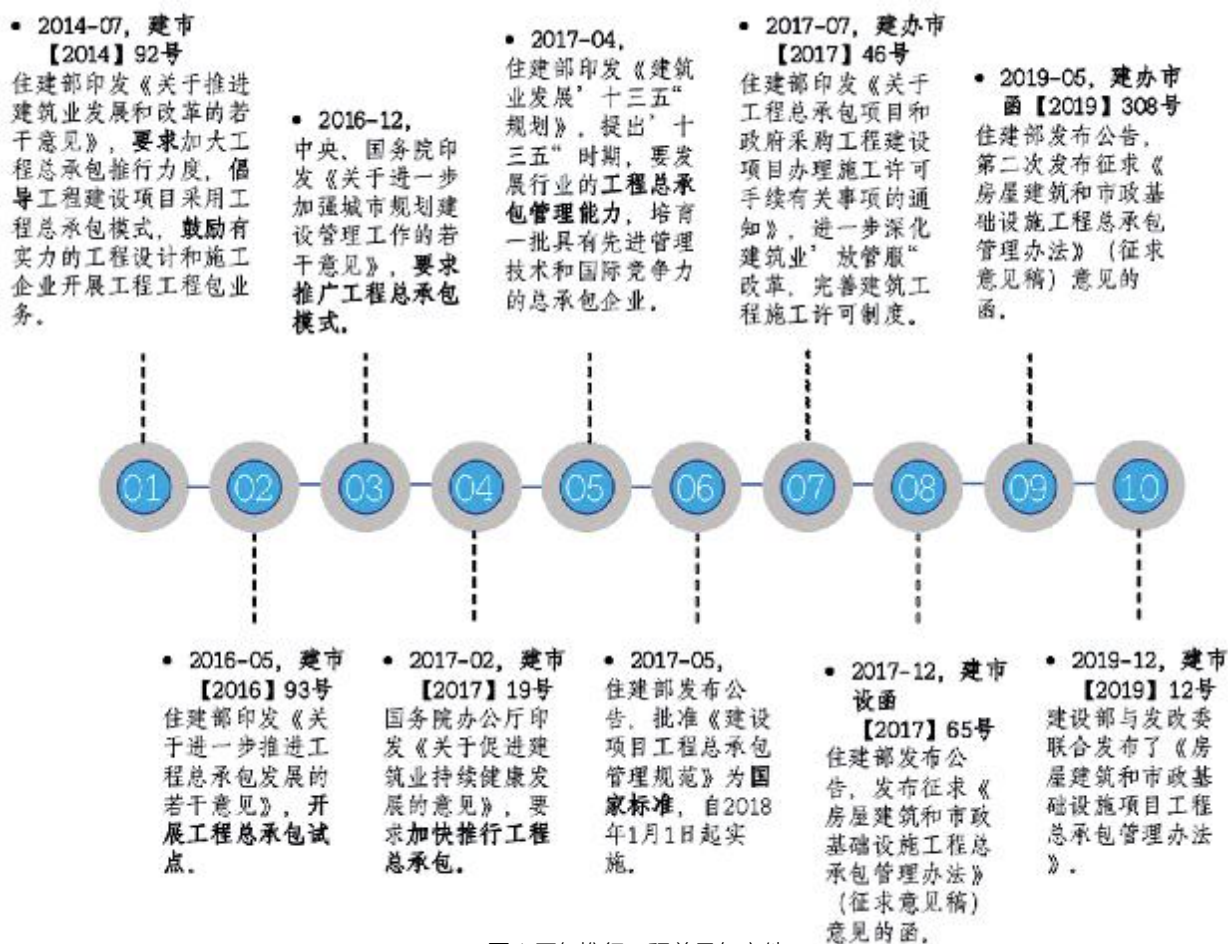 • 2014-07, 建市
【2014】92号
住建部印发《关于推进
建筑业发展和改革的若
干意见》, 要求加大工
程总承包推行力度, 倡
导工程建设项目采用工
程总承包模式, 鼓励有
实力的工程设计和施工
企业开展工程工程包业
务.
• 2016-12,
中央、国务院印
发《关于进一步
加强城市规划建
设管理工作的若
干意见》, 要求
推广工程总承包
模式.
• 2017-04,
住建部印发《建筑
业发展’十三五“
规划》, 提出’十
三五“时期, 要发
展行业的工程总承
包管理能力, 培育
一批具有先进管理
技术和国际竞争力
的总承包企业.
• 2017-07, 建办市
【2017】46号
住建部印发《关于
工程总承包项目和
政府采购工程建设
项目办理施工许可
手续有关事项的通
知》, 进一步深化
建筑业’放管服“
改革, 完善建筑工
程施工许可制度.
• 2019-05, 建办市
函【2019】308号
住建部发布公告,
第二次发布征求《
房屋建筑和市政基
础设施工程总承包
管理办法》(征求
意见稿) 意见的
函.
01 02 03 04 05 06 07 08 09 10
• 2016-05, 建市
【2016】93号
住建部印发《关
于进一步推进工
程总承包发展的
若干意见》, 开
展工程总承包试
点.
• 2017-02, 建市
【2017】19号
国务院办公厅印
发《关于促进建
筑业持续健康发
展的意见》, 要
求加快推行工程
总承包.
• 2017-05,
住建部发布公
告, 批准《建设
项目工程总承包
管理规范》为国
家标准, 自2018
年1月1日起实
施.
• 2017-12, 建市
设函
【2017】65号
住建部发布公
告, 发布征求《
房屋建筑和市政
基础设施工程总
承包管理办法》
(征求意见稿)
意见的函.
• 2019-12, 建市
【2019】12号
建设部与发改委
联合发布了《房
屋建筑和市政基
础设施项目工程
总承包管理办法
》.